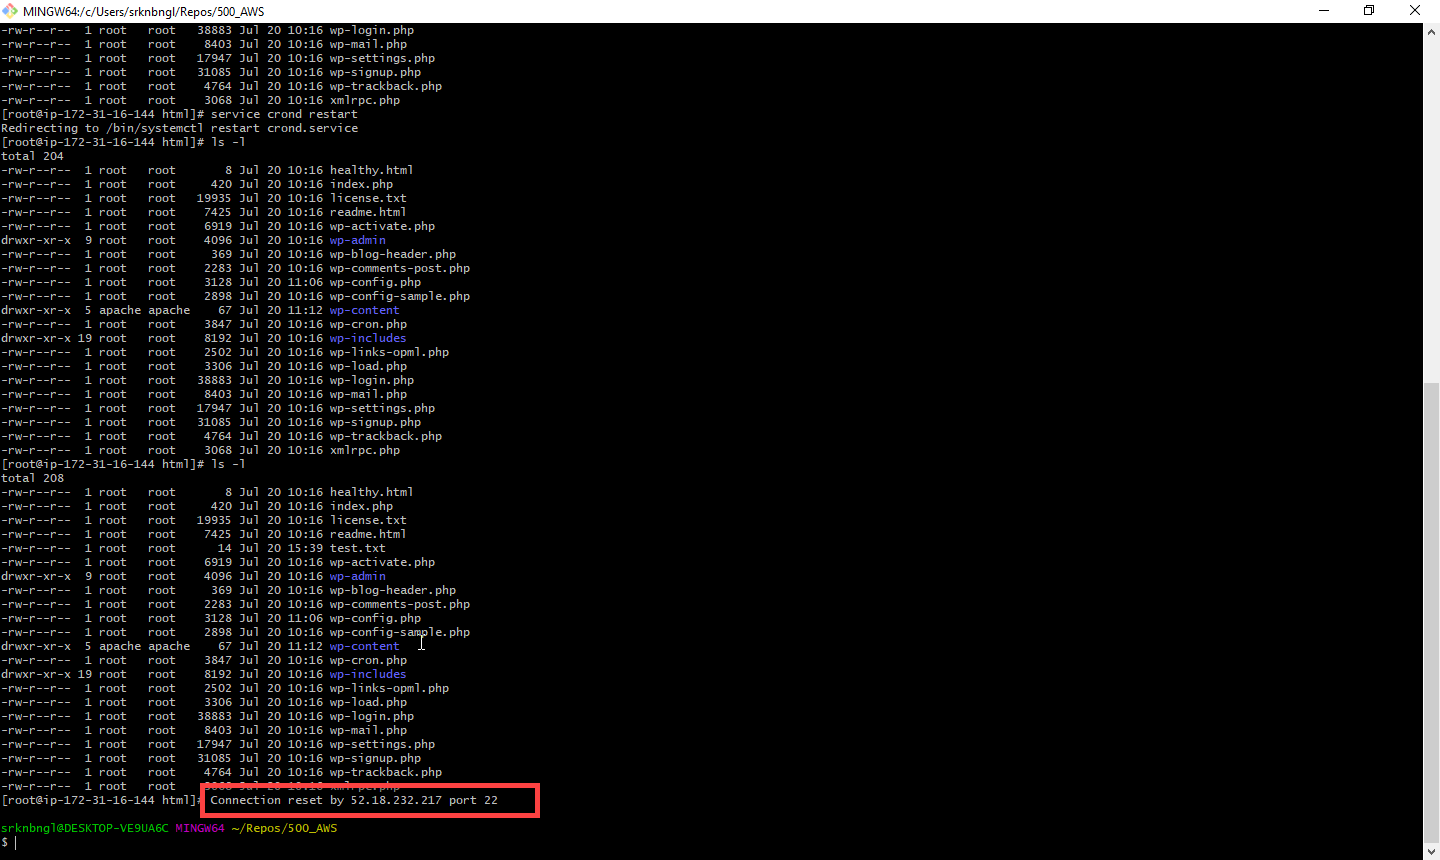 MINGW64:/c/Users/srknbngl/Repos/500_AWS
-rw-r--r-- 1 root root 38883 Jul 20 10:16 wp-login.php
-rw-r--r-- 1 root root 8403 Jul 20 10:16 wp-mail.php
-rw-r--r-- 1 root root 17947 Jul 20 10:16 wp-settings.php
-rw-r--r-- 1 root root 31085 Jul 20 10:16 wp-signup.php
-rw-r--r-- 1 root root 4764 Jul 20 10:16 wp-trackback.php
-rw-r--r-- 1 root root 3068 Jul 20 10:16 xmlrpc.php
[root@ip-172-31-16-144 html]# service crond restart
Redirecting to /bin/systemctl restart crond.service
[root@ip-172-31-16-144 html]# ls -l
total 204
-rw-r--r-- 1 root root 8 Jul 20 10:16 healthy.html
-rw-r--r-- 1 root root 420 Jul 20 10:16 index.php
-rw-r--r-- 1 root root 19935 Jul 20 10:16 license.txt
-rw-r--r-- 1 root root 7425 Jul 20 10:16 readme.html
-rw-r--r-- 1 root root 6919 Jul 20 10:16 wp-activate.php
drwxr-xr-x 9 root root 4096 Jul 20 10:16 wp-admin
-rw-r--r-- 1 root root 369 Jul 20 10:16 wp-blog-header.php
-rw-r--r-- 1 root root 2283 Jul 20 10:16 wp-comments-post.php
-rw-r--r-- 1 root root 3128 Jul 20 11:06 wp-config.php
-rw-r--r-- 1 root root 2898 Jul 20 10:16 wp-config-sample.php
drwxr-xr-x 5 apache apache 67 Jul 20 11:12 wp-content
-rw-r--r-- 1 root root 3847 Jul 20 10:16 wp-cron.php
drwxr-xr-x 19 root root 8192 Jul 20 10:16 wp-includes
-rw-r--r-- 1 root root 2502 Jul 20 10:16 wp-links-opml.php
-rw-r--r-- 1 root root 3306 Jul 20 10:16 wp-load.php
-rw-r--r-- 1 root root 38883 Jul 20 10:16 wp-login.php
-rw-r--r-- 1 root root 8403 Jul 20 10:16 wp-mail.php
-rw-r--r-- 1 root root 17947 Jul 20 10:16 wp-settings.php
-rw-r--r-- 1 root root 31085 Jul 20 10:16 wp-signup.php
-rw-r--r-- 1 root root 4764 Jul 20 10:16 wp-trackback.php
-rw-r--r-- 1 root root 3068 Jul 20 10:16 xmlrpc.php
[root@ip-172-31-16-144 html]# ls -l
total 208
-rw-r--r-- 1 root root 8 Jul 20 10:16 healthy.html
-rw-r--r-- 1 root root 420 Jul 20 10:16 index.php
-rw-r--r-- 1 root root 19935 Jul 20 10:16 license.txt
-rw-r--r-- 1 root root 7425 Jul 20 10:16 readme.html
-rw-r--r-- 1 root root 14 Jul 20 15:39 test.txt
-rw-r--r-- 1 root root 6919 Jul 20 10:16 wp-activate.php
drwxr-xr-x 9 root root 4096 Jul 20 10:16 wp-admin
-rw-r--r-- 1 root root 369 Jul 20 10:16 wp-blog-header.php
-rw-r--r-- 1 root root 2283 Jul 20 10:16 wp-comments-post.php
-rw-r--r-- 1 root root 3128 Jul 20 11:06 wp-config.php
-rw-r--r-- 1 root root 2898 Jul 20 10:16 wp-config-sample.php
drwxr-xr-x 5 apache apache 67 Jul 20 11:12 wp-content
-rw-r--r-- 1 root root 3847 Jul 20 10:16 wp-cron.php
drwxr-xr-x 19 root root 8192 Jul 20 10:16 wp-includes
-rw-r--r-- 1 root root 2502 Jul 20 10:16 wp-links-opml.php
-rw-r--r-- 1 root root 3306 Jul 20 10:16 wp-load.php
-rw-r--r-- 1 root root 38883 Jul 20 10:16 wp-login.php
-rw-r--r-- 1 root root 8403 Jul 20 10:16 wp-mail.php
-rw-r--r-- 1 root root 17947 Jul 20 10:16 wp-settings.php
-rw-r--r-- 1 root root 31085 Jul 20 10:16 wp-signup.php
-rw-r--r-- 1 root root 4764 Jul 20 10:16 wp-trackback.php
-rw-r--r-- 1 root root
[root@ip-172-31-16-144 html]# Connection reset by 52.18.232.217 port 22
srknbngl@DESKTOP-VE9UA6C MINGW64 ~/Repos/500_AWS
$